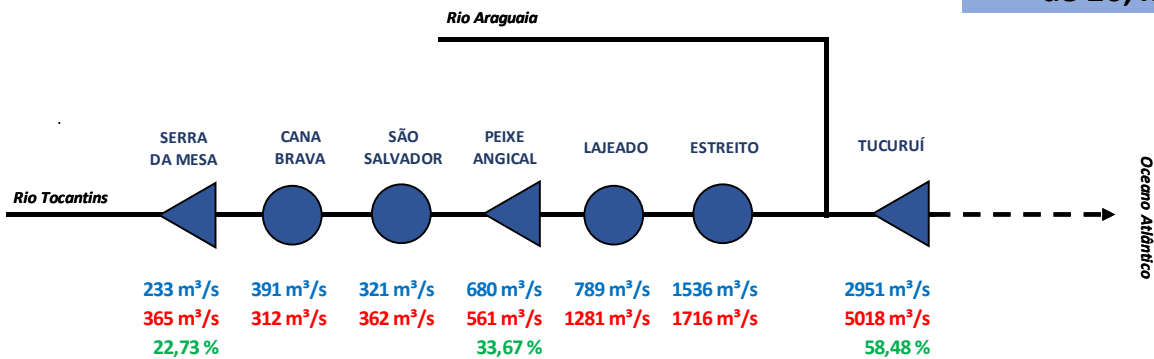 Rio Araguaia
SERRA
DA MESA
CANA
BRAVA
SÃO
SALVADOR
PEIXE
ANGICAL
LAJEADO
ESTREITO
TUCURUÍ
Rio Tocantins
Oceano Atlântico
233 m³/s 391 m³/s 321 m³/s 680 m³/s 789 m³/s 1536 m³/s 2951 m³/s
365 m³/s 312 m³/s 362 m³/s 561 m³/s 1281 m³/s 1716 m³/s 5018 m³/s
22,73 % 33,67 % 58,48 %